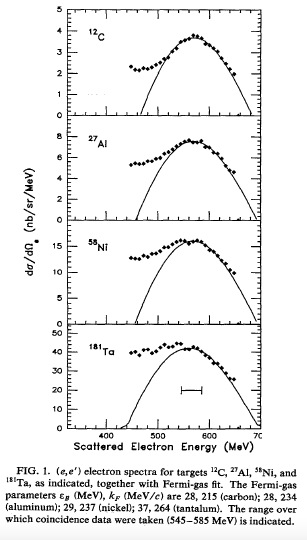 5
4
¹²C
3
2
1
0
8
²⁷Al
6
4
2
0
dσ/dΩₑ (nb/sr/MeV)
⁵⁸Ni
15
10
5
0
50
¹⁸¹Ta
40
30
20
10
0
400 500 600 70
Scattered Electron Energy (MeV)
FIG. 1. (e,e′) electron spectra for targets ¹²C, ²⁷Al, ⁵⁸Ni, and
¹⁸¹Ta, as indicated, together with Fermi-gas fit. The Fermi-gas
parameters εB (MeV), kF (MeV/c) are 28, 215 (carbon); 28, 234
(aluminum); 29, 237 (nickel); 37, 264 (tantalum). The range over
which coincidence data were taken (545–585 MeV) is indicated.